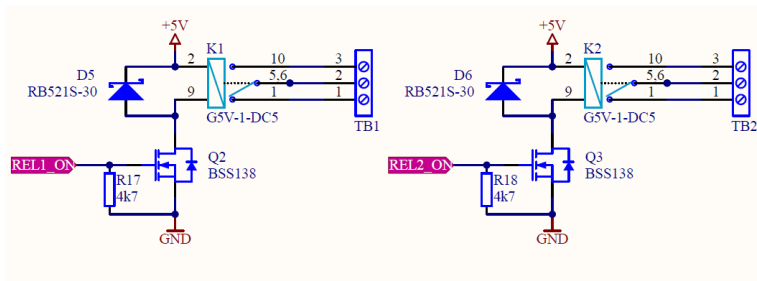 +5V
K1
2
10
3
D5
RB521S-30
5,6
2
9
1
1
G5V-1-DC5
TB1
Q2
BSS138
REL1_ON
R17
4k7
GND
+5V
K2
2
10
3
D6
RB521S-30
5,6
2
9
1
1
G5V-1-DC5
TB2
Q3
BSS138
REL2_ON
R18
4k7
GND